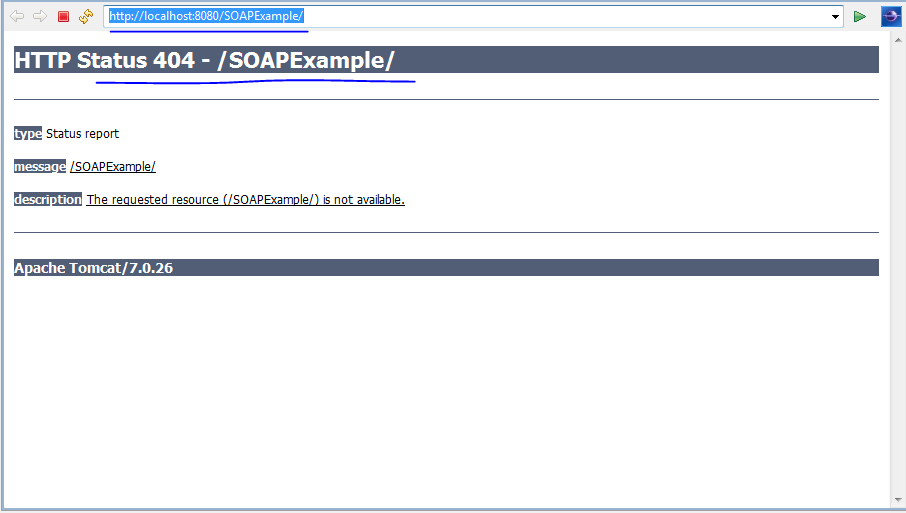 http://localhost:8080/SOAPExample/
HTTP Status 404 - /SOAPExample/
type Status report
message /SOAPExample/
description The requested resource (/SOAPExample/) is not available.
Apache Tomcat/7.0.26